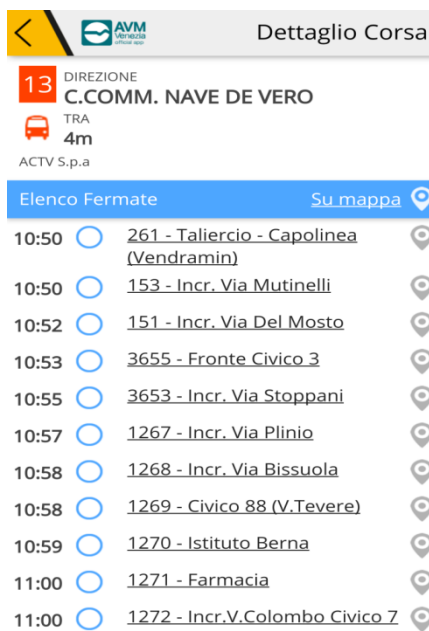 AVM
Venezia
official app
Dettaglio Corsa
13
DIREZIONE
C.COMM. NAVE DE VERO
TRA
4m
ACTV S.p.a
Elenco Fermate Su mappa
10:50 261 - Taliercio - Capolinea
(Vendramin)
10:50 153 - Incr. Via Mutinelli
10:52 151 - Incr. Via Del Mosto
10:53 3655 - Fronte Civico 3
10:55 3653 - Incr. Via Stoppani
10:57 1267 - Incr. Via Plinio
10:58 1268 - Incr. Via Bissuola
10:58 1269 - Civico 88 (V.Tevere)
10:59 1270 - Istituto Berna
11:00 1271 - Farmacia
11:00 1272 - Incr.V.Colombo Civico 7